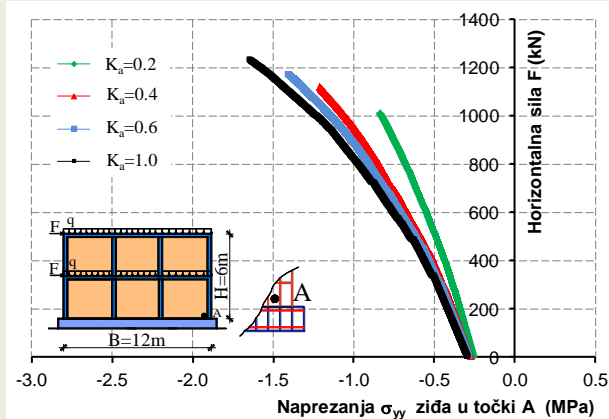 1400
1200
1000
800
600
400
200
0
Horizontalna sila F (kN)
Kₐ=0.2
Kₐ=0.4
Kₐ=0.6
Kₐ=1.0
q
F
q
F
H=6m
A
B=12m
A
-3.0 -2.5 -2.0 -1.5 -1.0 -0.5 0.0 0.5
Naprezanja σyy ziđa u točki A (MPa)